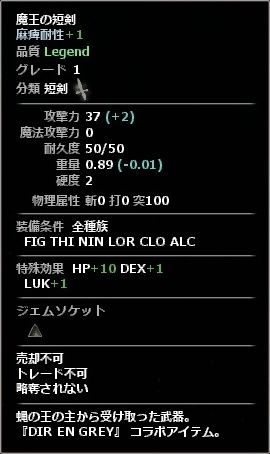 魔王の短剣
麻痺耐性+1
品質 Legend
グレード 1
分類 短剣
攻撃力 37 (+2)
魔法攻撃力 0
耐久度 50/50
重量 0.89 (-0.01)
硬度 2
物理属性 斬0 打0 突100
装備条件 全種族
FIG THI NIN LOR CLO ALC
特殊効果 HP+10 DEX+1
LUK+1
ジェムソケット
売却不可
トレード不可
略奪されない
蝿の王の主から受け取った武器。
『DIR EN GREY』 コラボアイテム。